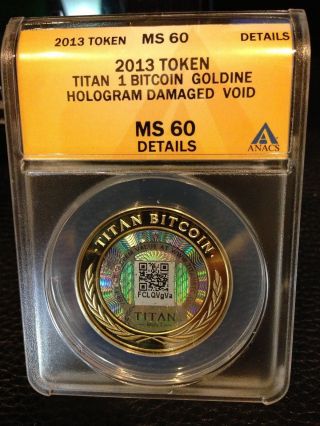 2013 TOKEN MS 60 DETAILS
2013 TOKEN
TITAN 1 BITCOIN GOLDINE
HOLOGRAM DAMAGED VOID
MS 60
DETAILS
ANACS
·TITAN BITCOIN·
FCLQVgVa
TITAN